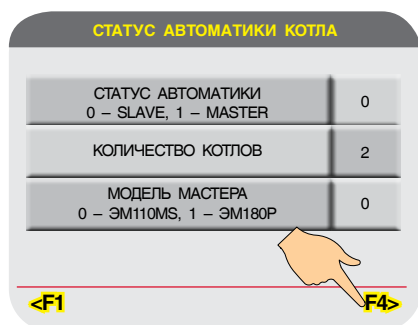 СТАТУС АВТОМАТИКИ КОТЛА
СТАТУС АВТОМАТИКИ
0 – SLAVE, 1 – MASTER
0
КОЛИЧЕСТВО КОТЛОВ
2
МОДЕЛЬ МАСТЕРА
0 – ЭМ110MS, 1 – ЭМ180Р
0
<F1
F4>